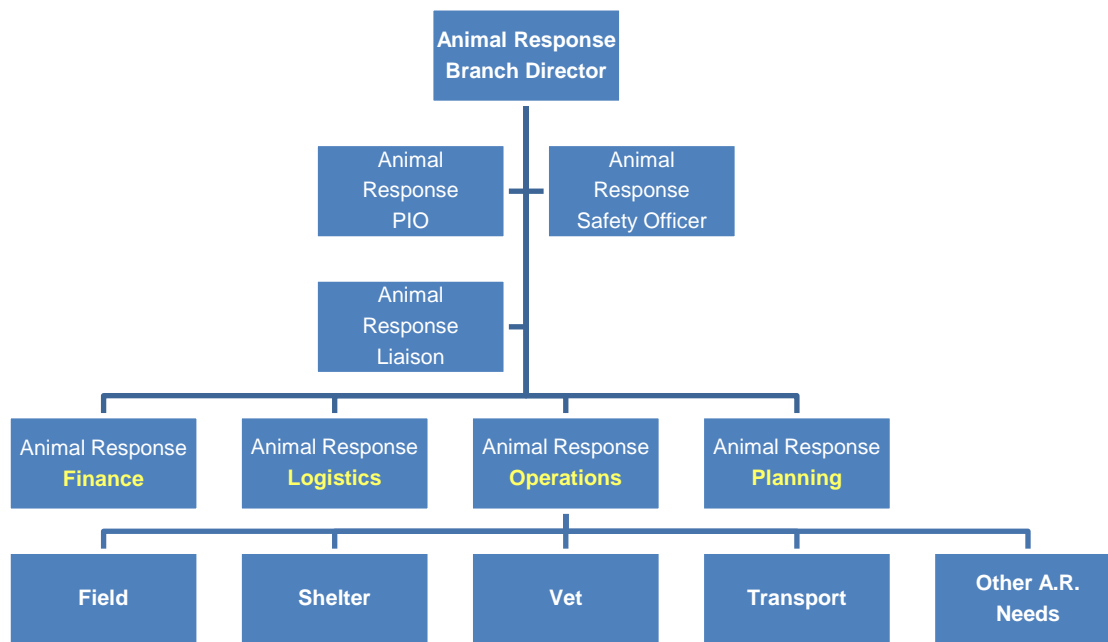 Animal Response
Branch Director
Animal
Response
PIO
Animal
Response
Safety Officer
Animal
Response
Liaison
Animal Response
Finance
Animal Response
Logistics
Animal Response
Operations
Animal Response
Planning
Field
Shelter
Vet
Transport
Other A.R.
Needs